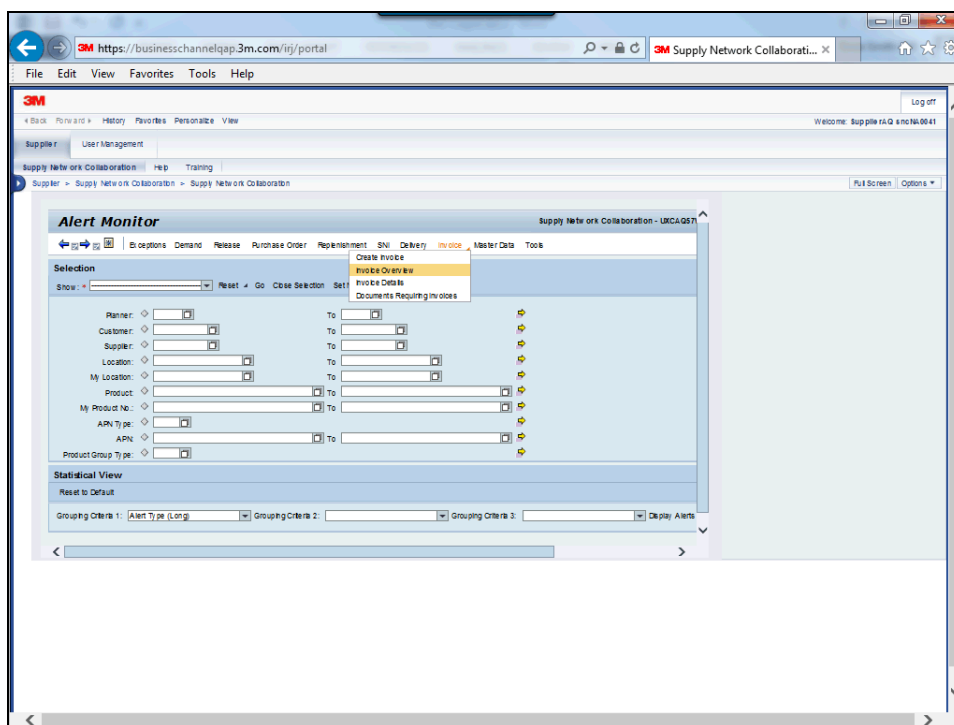 3M https://businesschannelqap.3m.com/irj/portal
3M Supply Network Collaborati... ×
File Edit View Favorites Tools Help
3M
Log off
Back Forward History Favorites Personalize View
Welcome: SupplierAQ sncNA0041
Supplier User Management
Supply Network Collaboration Help Training
Supplier > Supply Network Collaboration > Supply Network Collaboration
Full Screen Options
Alert Monitor
Supply Network Collaboration - UXCAQ57
Exceptions Demand Release Purchase Order Replenishment SNI Delivery Invoice Master Data Tools
Create Invoice
Invoice Overview
Invoice Details
Documents Requiring Invoices
Selection
Show: * Reset Go Close Selection
Planner: To
Customer: To
Supplier: To
Location: To
My Location: To
Product: To
My Product No.: To
APN Type:
APN: To
Product Group Type:
Statistical View
Reset to Default
Grouping Criteria 1: Alert Type (Long) Grouping Criteria 2: Grouping Criteria 3: Display Alerts